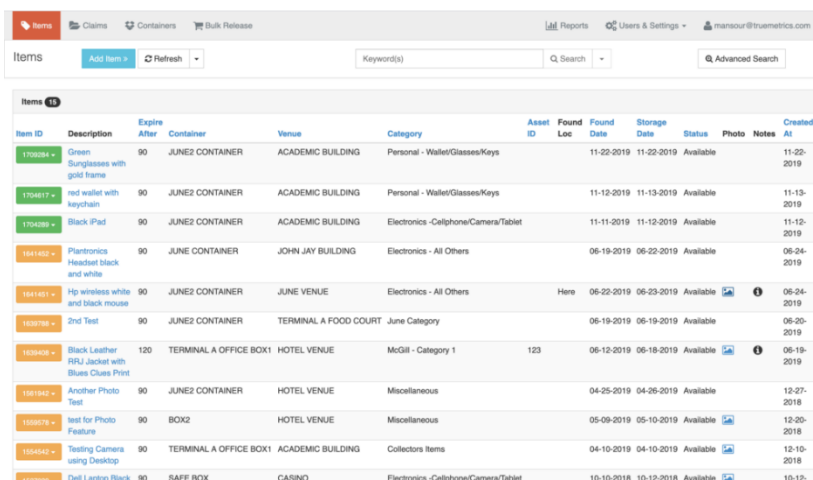 Items Claims Containers Bulk Release Reports Users & Settings mansour@truemetrics.com
Items Add Item » Refresh Keyword(s) Search Advanced Search
Items 15
Item ID Description Expire After Container Venue Category Asset ID Found Loc Found Date Storage Date Status Photo Notes Created At
1709284 Green Sunglasses with gold frame 90 JUNE2 CONTAINER ACADEMIC BUILDING Personal - Wallet/Glasses/Keys 11-22-2019 11-22-2019 Available 11-22-2019
1704617 red wallet with keychain 90 JUNE2 CONTAINER ACADEMIC BUILDING Personal - Wallet/Glasses/Keys 11-12-2019 11-13-2019 Available 11-13-2019
1704289 Black iPad 90 JUNE2 CONTAINER ACADEMIC BUILDING Electronics -Cellphone/Camera/Tablet 11-11-2019 11-12-2019 Available 11-12-2019
1641452 Plantronics Headset black and white 90 JUNE CONTAINER JOHN JAY BUILDING Electronics - All Others 06-19-2019 06-22-2019 Available 06-24-2019
1641451 Hp wireless white and black mouse 90 JUNE2 CONTAINER JUNE VENUE Electronics - All Others Here 06-22-2019 06-23-2019 Available 06-24-2019
1639788 2nd Test 90 JUNE2 CONTAINER TERMINAL A FOOD COURT June Category 06-19-2019 06-19-2019 Available 06-20-2019
1639408 Black Leather RRJ Jacket with Blues Clues Print 120 TERMINAL A OFFICE BOX1 HOTEL VENUE McGill - Category 1 123 06-12-2019 06-18-2019 Available 06-19-2019
1561942 Another Photo Test 90 JUNE2 CONTAINER HOTEL VENUE Miscellaneous 04-25-2019 04-26-2019 Available 12-27-2018
1559578 test for Photo Feature 90 BOX2 HOTEL VENUE Miscellaneous 05-09-2019 05-10-2019 Available 12-20-2018
1554542 Testing Camera using Desktop 90 TERMINAL A OFFICE BOX1 ACADEMIC BUILDING Collectors Items 04-10-2019 04-10-2019 Available 12-10-2018
Dell Laptop Black 90 SAFE BOX CASINO Electronics -Cellphone/Camera/Tablet 10-10-2018 10-12-2018 Available 10-12-